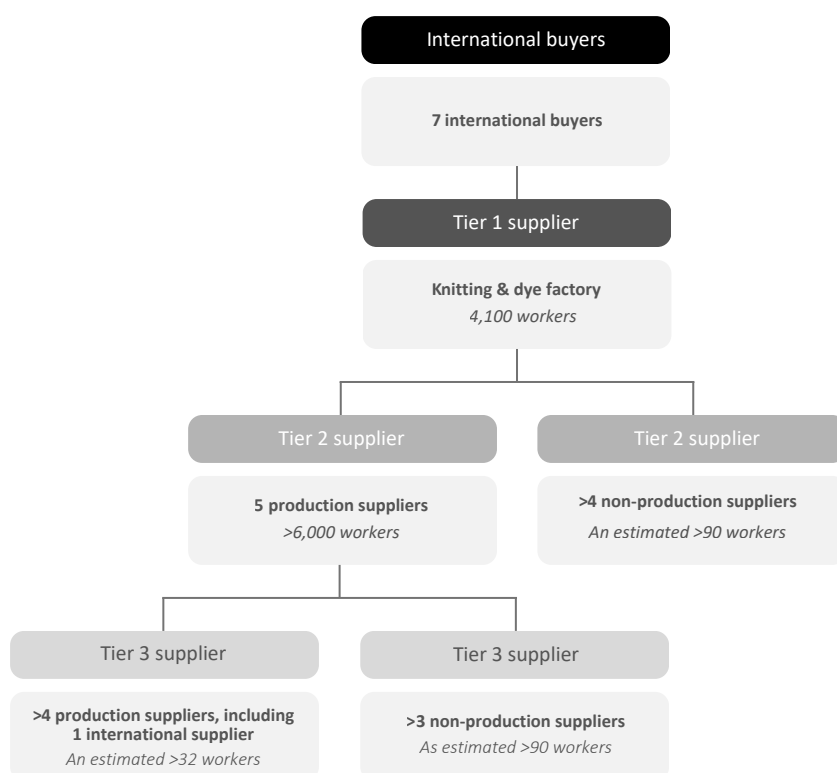 International buyers
7 international buyers
Tier 1 supplier
Knitting & dye factory
4,100 workers
Tier 2 supplier
5 production suppliers
>6,000 workers
Tier 2 supplier
>4 non-production suppliers
An estimated >90 workers
Tier 3 supplier
>4 production suppliers, including
1 international supplier
An estimated >32 workers
Tier 3 supplier
>3 non-production suppliers
As estimated >90 workers